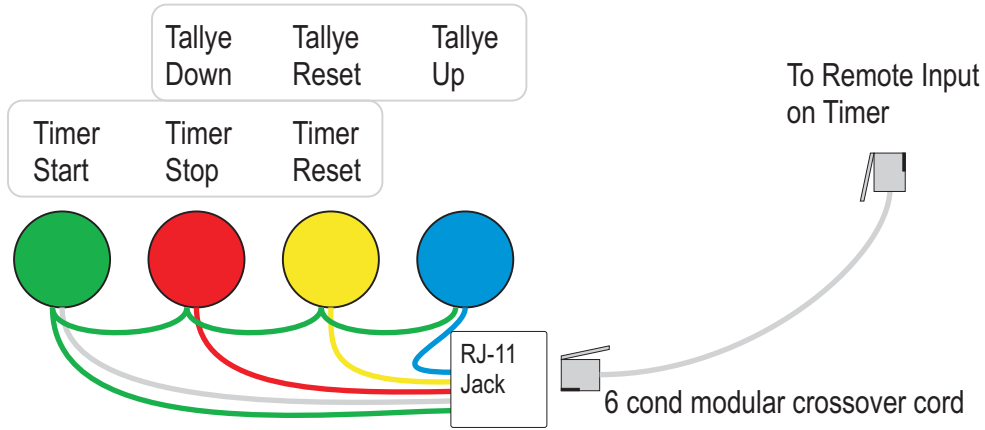 Tallye Tallye Tallye
Down Reset Up
To Remote Input
on Timer
Timer Timer Timer
Start Stop Reset
RJ-11
Jack
6 cond modular crossover cord